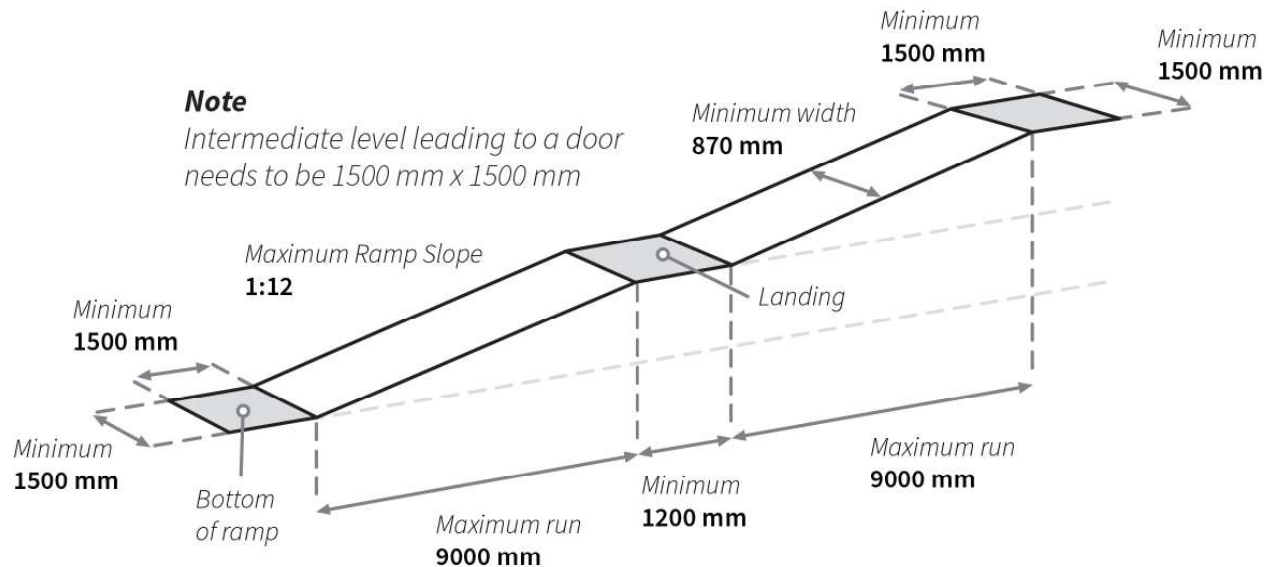 Minimum
1500 mm
Minimum
1500 mm
Note
Intermediate level leading to a door
needs to be 1500 mm x 1500 mm
Minimum width
870 mm
Maximum Ramp Slope
1:12
Landing
Minimum
1500 mm
Minimum
1500 mm
Bottom
of ramp
Maximum run
9000 mm
Minimum
1200 mm
Maximum run
9000 mm